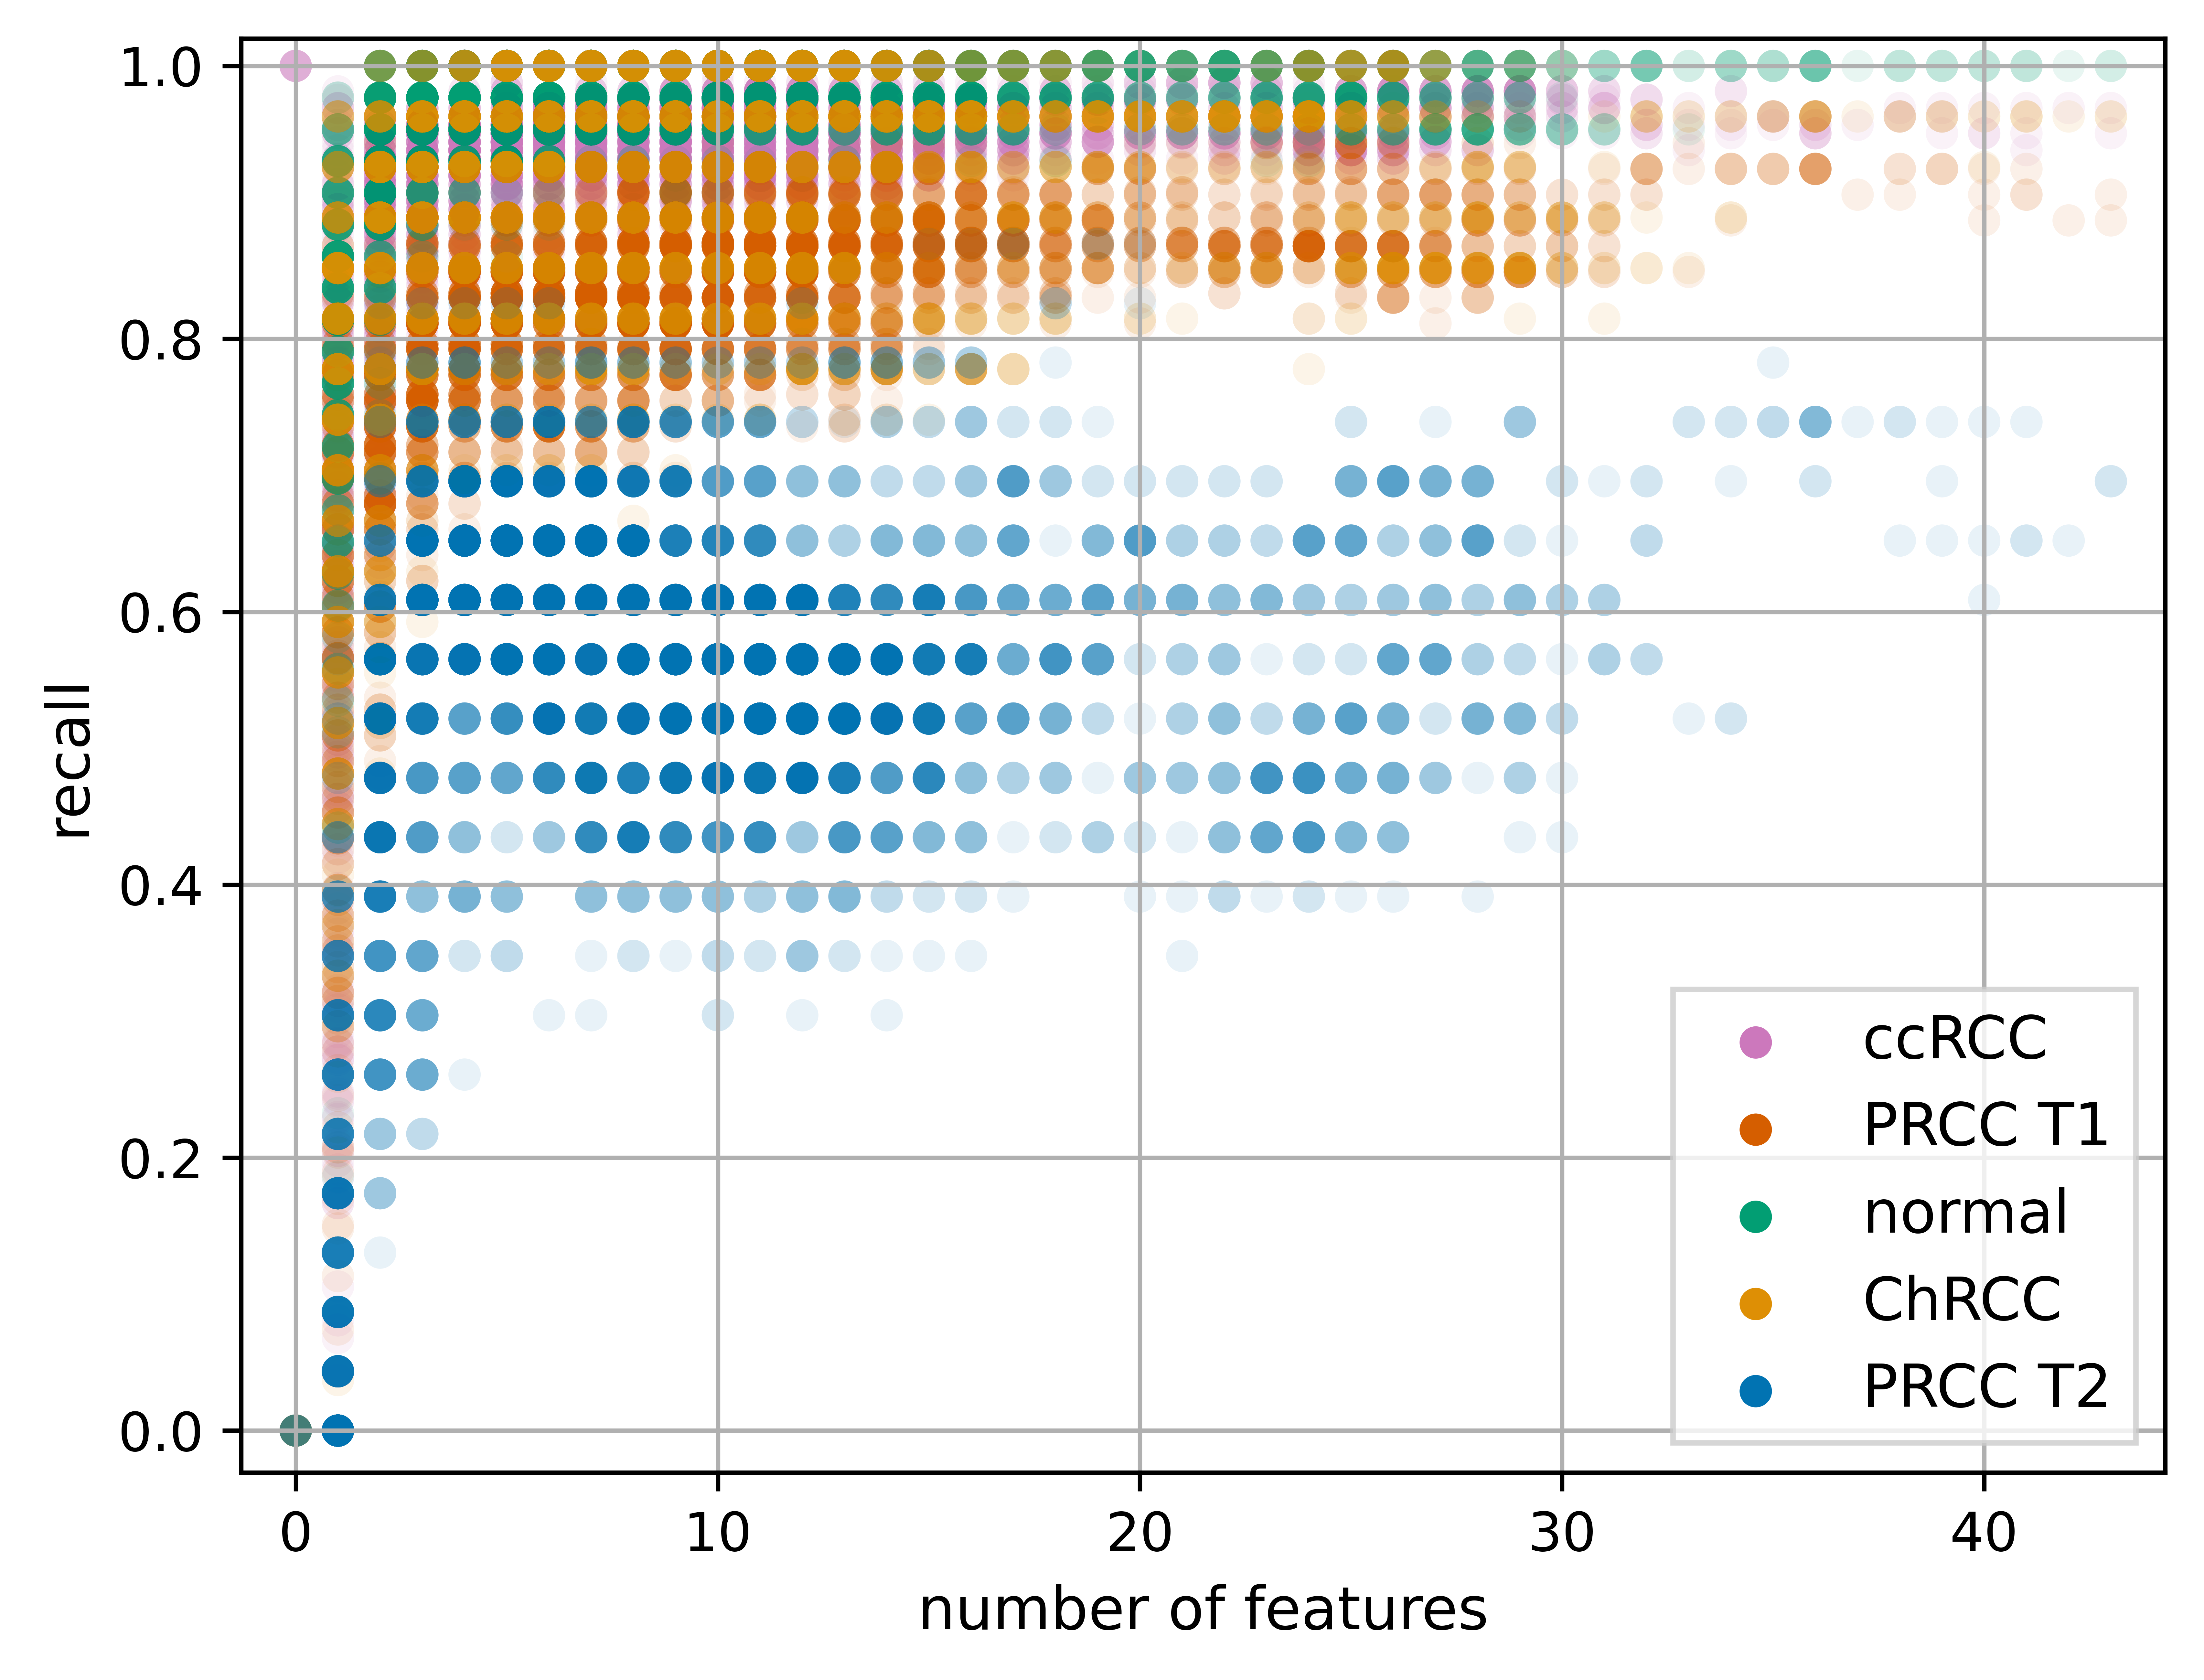 1.0
0.8
0.6
0.4
0.2
0.0
recall
0 10 20 30 40
number of features
ccRCC
PRCC T1
normal
ChRCC
PRCC T2